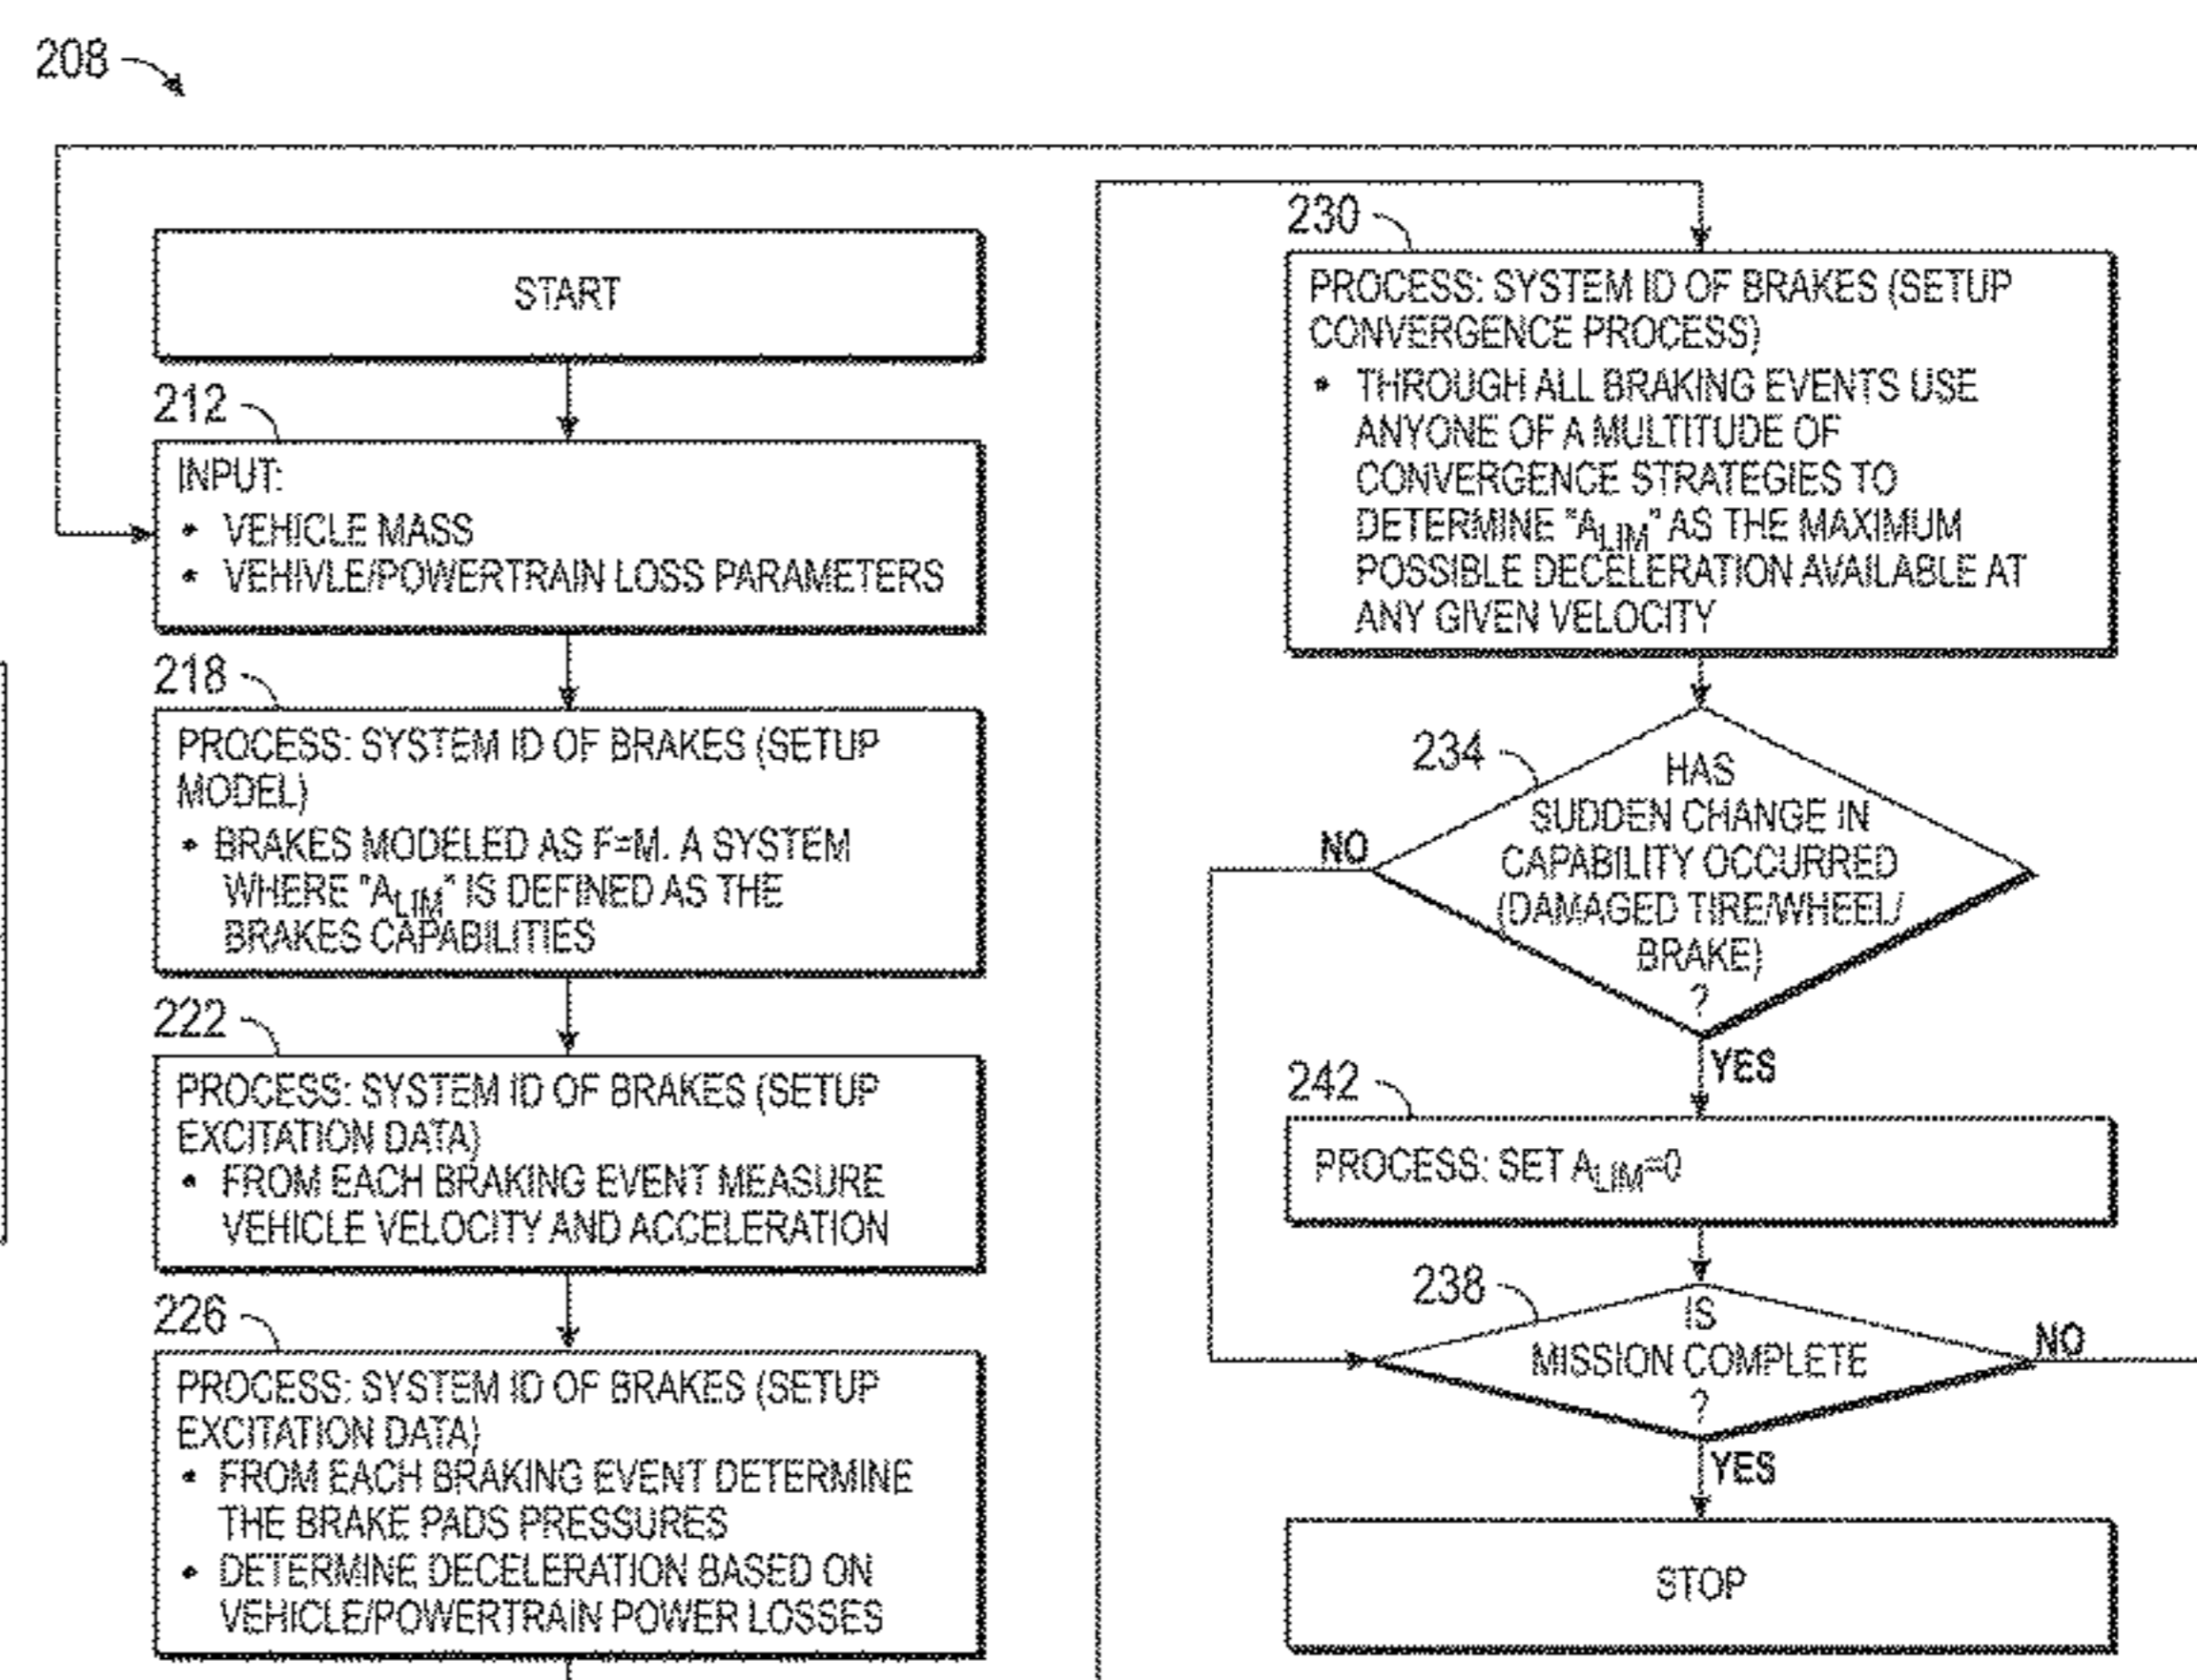 208
START
212
INPUT:
• VEHICLE MASS
• VEHIVLE/POWERTRAIN LOSS PARAMETERS
218
PROCESS: SYSTEM ID OF BRAKES (SETUP
MODEL)
• BRAKES MODELED AS F=M. A SYSTEM
WHERE "ALIM" IS DEFINED AS THE
BRAKES CAPABILITIES
222
PROCESS: SYSTEM ID OF BRAKES (SETUP
EXCITATION DATA)
• FROM EACH BRAKING EVENT MEASURE
VEHICLE VELOCITY AND ACCELERATION
226
PROCESS: SYSTEM ID OF BRAKES (SETUP
EXCITATION DATA)
• FROM EACH BRAKING EVENT DETERMINE
THE BRAKE PADS PRESSURES
• DETERMINE DECELERATION BASED ON
VEHICLE/POWERTRAIN POWER LOSSES
230
PROCESS: SYSTEM ID OF BRAKES (SETUP
CONVERGENCE PROCESS)
• THROUGH ALL BRAKING EVENTS USE
ANYONE OF A MULTITUDE OF
CONVERGENCE STRATEGIES TO
DETERMINE "ALIM" AS THE MAXIMUM
POSSIBLE DECELERATION AVAILABLE AT
ANY GIVEN VELOCITY
234
HAS
SUDDEN CHANGE IN
CAPABILITY OCCURRED
(DAMAGED TIRE/WHEEL/
BRAKE)
?
NO
YES
242
PROCESS: SET ALIM=0
238
IS
MISSION COMPLETE
?
NO
YES
STOP